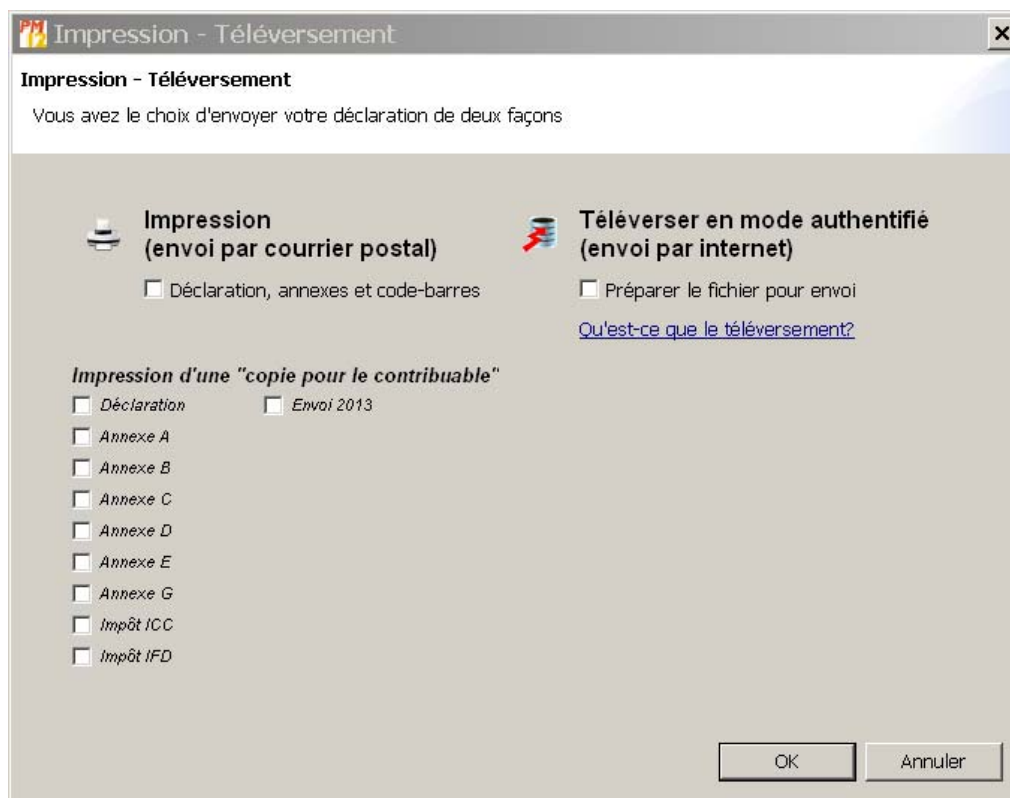 PM
Impression - Téléversement
Impression - Téléversement
Vous avez le choix d'envoyer votre déclaration de deux façons
Impression
(envoi par courrier postal)
Déclaration, annexes et code-barres
Téléverser en mode authentifié
(envoi par internet)
Préparer le fichier pour envoi
Qu'est-ce que le téléversement?
Impression d'une "copie pour le contribuable"
Déclaration
Envoi 2013
Annexe A
Annexe B
Annexe C
Annexe D
Annexe E
Annexe G
Impôt ICC
Impôt IFD
OK
Annuler